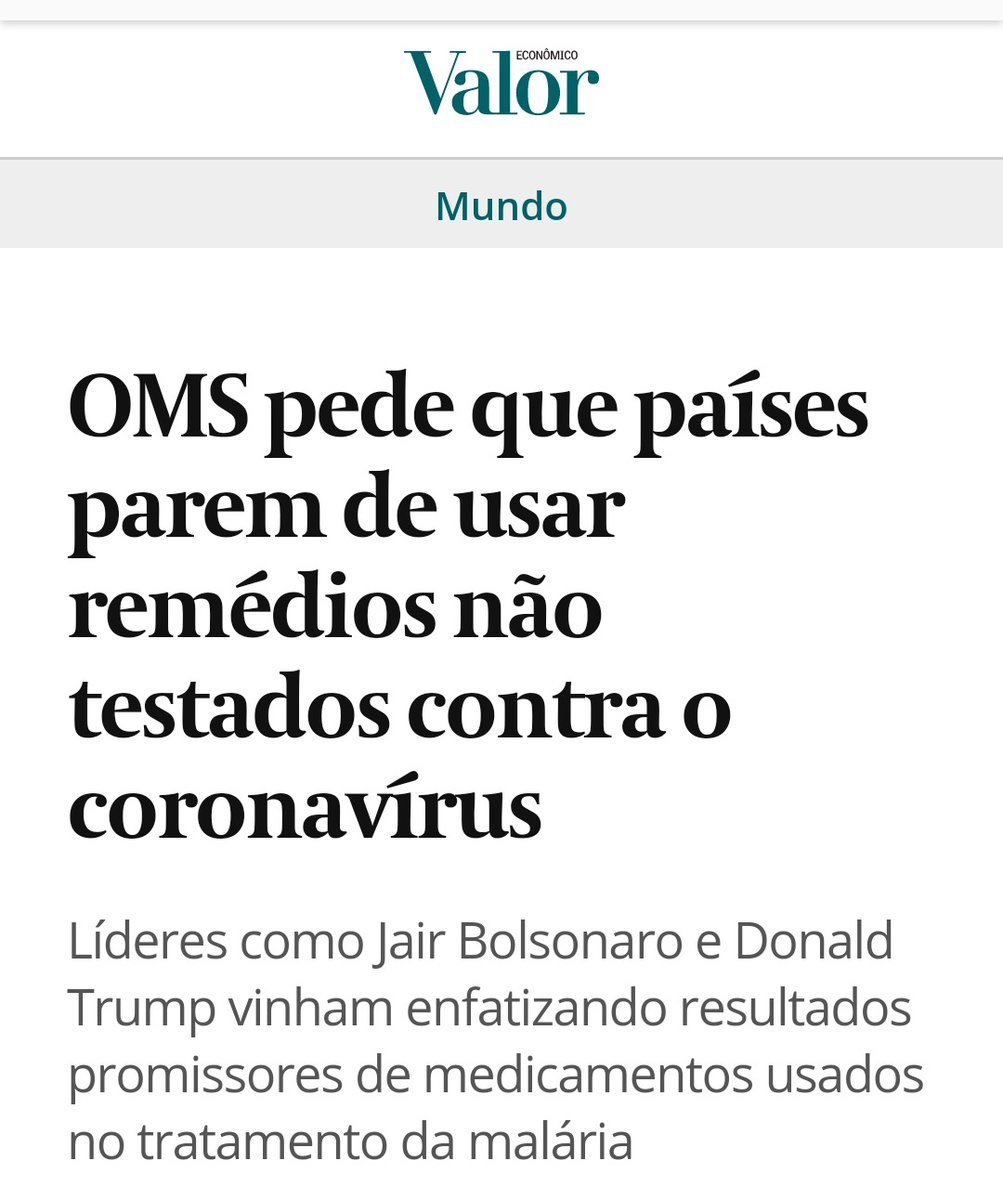 Valor
ECONÔMICO
Mundo
OMS pede que países
parem de usar
remédios não
testados contra o
coronavírus
Líderes como Jair Bolsonaro e Donald
Trump vinham enfatizando resultados
promissores de medicamentos usados
no tratamento da malária